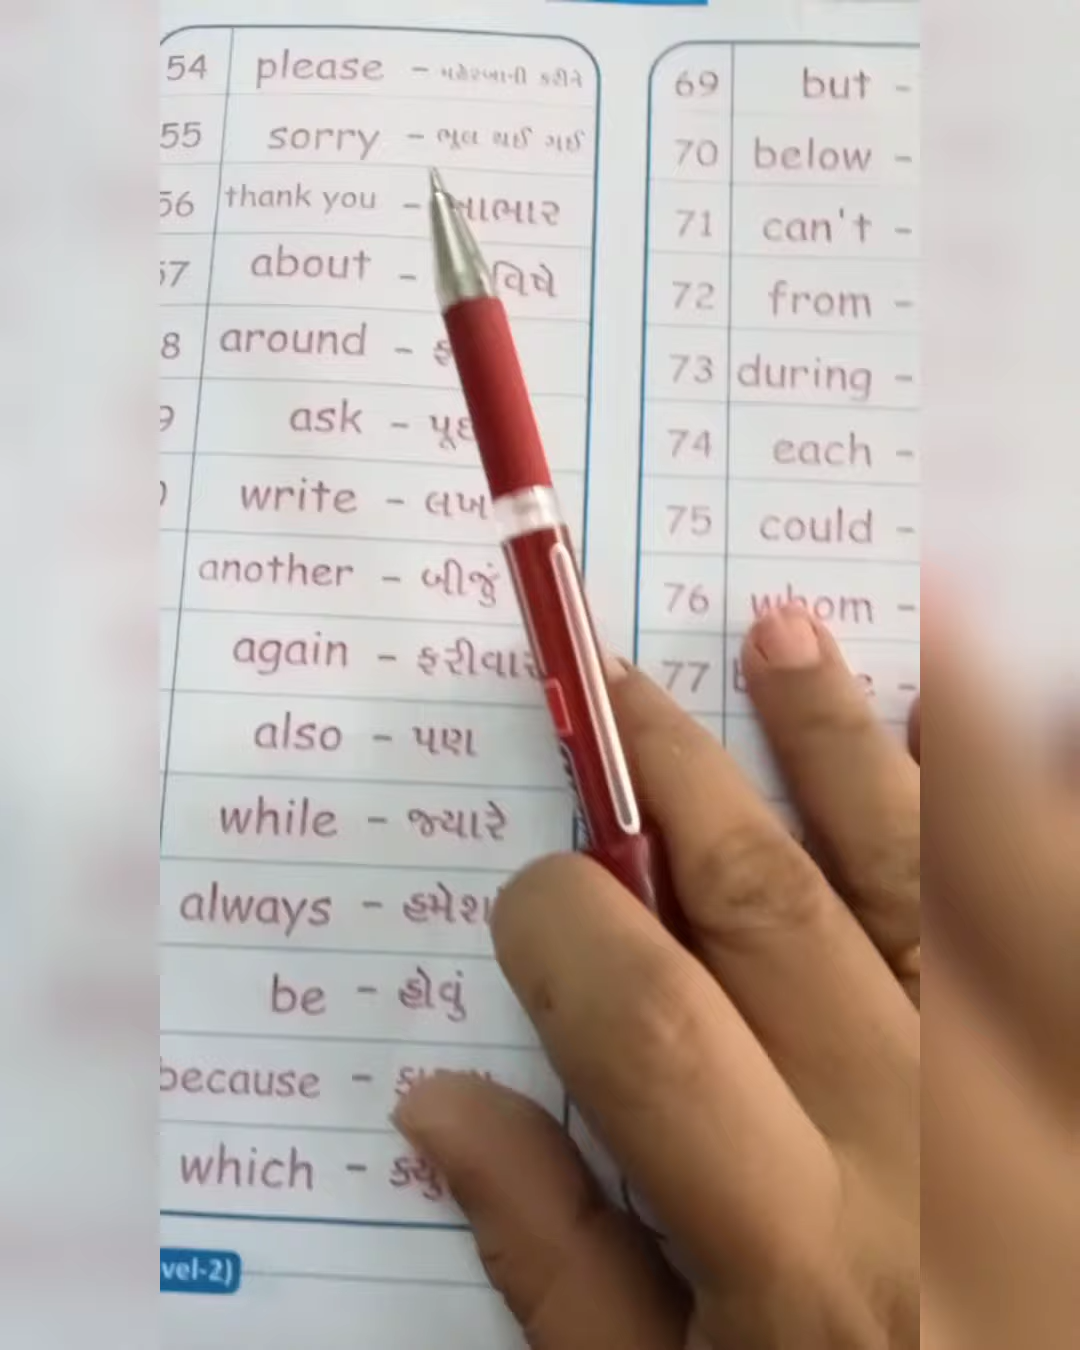 54 please - મહેરબાની કરીને
55 sorry - ભૂલ થઈ ગઈ
56 thank you -
about - વિષે
around -
ask -
write -
another - બીજું
again -
also - પણ
while - જ્યારે
always -
be - હોવું
because -
which -
vel-2)
69 but -
70 below -
71 can't -
72 from -
73 during -
74 each -
75 could -
76 whom -
77